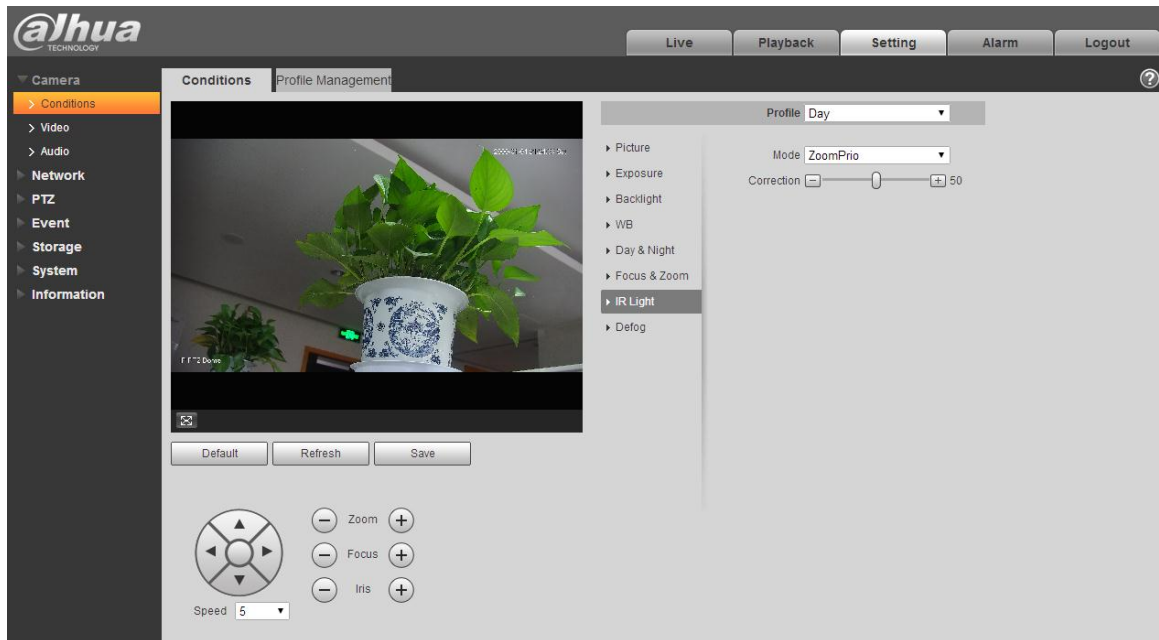 alhua
TECHNOLOGY
Live
Playback
Setting
Alarm
Logout
Camera
Conditions
Video
Audio
Network
PTZ
Event
Storage
System
Information
Conditions
Profile Management
?
PTZ Dome
Default
Refresh
Save
Zoom
Focus
Iris
Speed 5
Profile Day
Picture
Exposure
Backlight
WB
Day & Night
Focus & Zoom
IR Light
Defog
Mode ZoomPrio
Correction 50